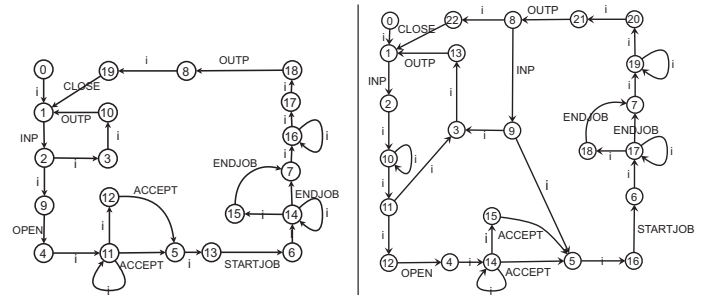 0
i
19
i
8
OUTP
18
CLOSE
i
1
OUTP
10
17
INP
i
i
2
i
3
16
i
i
i
7
9
12
ACCEPT
ENDJOB
ENDJOB
OPEN
i
15
i
14
i
i
4
i
11
ACCEPT
5
i
13
STARTJOB
6
i
0
i
CLOSE
22
i
8
OUTP
21
i
20
i
1
OUTP
13
INP
19
i
INP
i
i
2
7
i
3
i
9
ENDJOB
ENDJOB
10
i
18
i
17
i
i
i
i
11
6
i
15
i
STARTJOB
i
ACCEPT
12
OPEN
4
i
14
ACCEPT
5
i
16
i